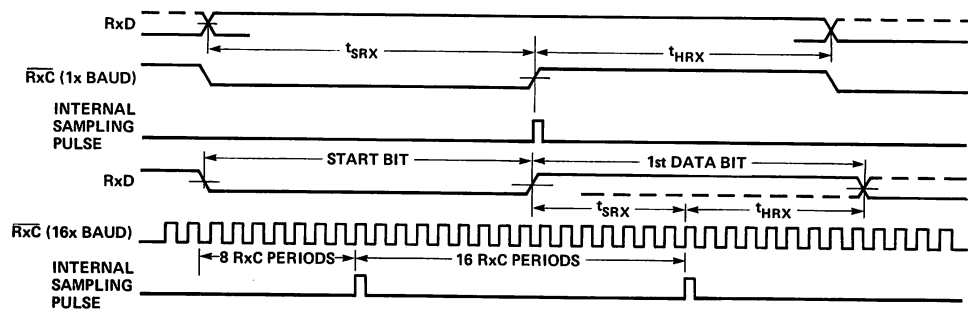 RxD
tSRX
tHRX
RxC (1x BAUD)
INTERNAL
SAMPLING
PULSE
START BIT
1st DATA BIT
RxD
tSRX
tHRX
RxC (16x BAUD)
8 RxC PERIODS
16 RxC PERIODS
INTERNAL
SAMPLING
PULSE